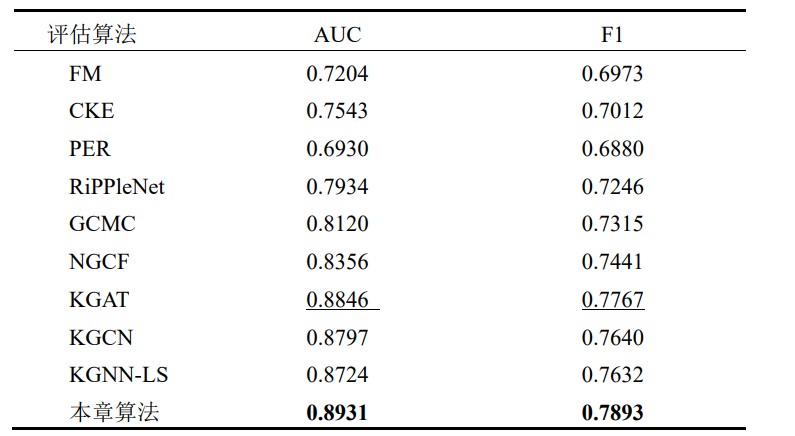 评估算法 AUC F1
FM 0.7204 0.6973
CKE 0.7543 0.7012
PER 0.6930 0.6880
RiPPleNet 0.7934 0.7246
GCMC 0.8120 0.7315
NGCF 0.8356 0.7441
KGAT 0.8846 0.7767
KGCN 0.8797 0.7640
KGNN-LS 0.8724 0.7632
本章算法 0.8931 0.7893